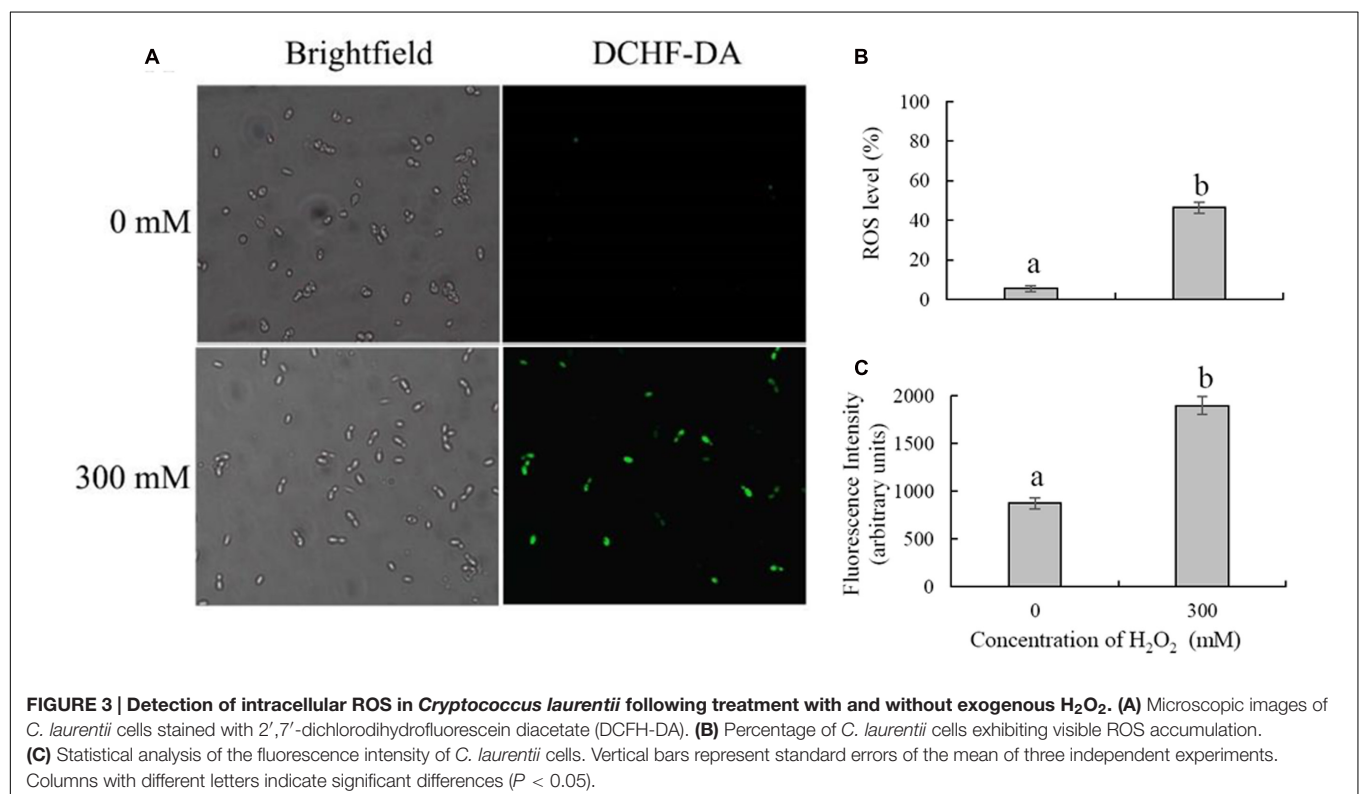 A
Brightfield
DCHF-DA
0 mM
300 mM
B
ROS level (%)
100
80
60
40
20
0
a
b
C
Fluorescence Intensity
(arbitrary units)
2000
1500
1000
500
0
a
b
0
300
Concentration of H₂O₂ (mM)
FIGURE 3 | Detection of intracellular ROS in Cryptococcus laurentii following treatment with and without exogenous H₂O₂. (A) Microscopic images of
C. laurentii cells stained with 2′,7′-dichlorodihydrofluorescein diacetate (DCFH-DA). (B) Percentage of C. laurentii cells exhibiting visible ROS accumulation.
(C) Statistical analysis of the fluorescence intensity of C. laurentii cells. Vertical bars represent standard errors of the mean of three independent experiments.
Columns with different letters indicate significant differences (P < 0.05).